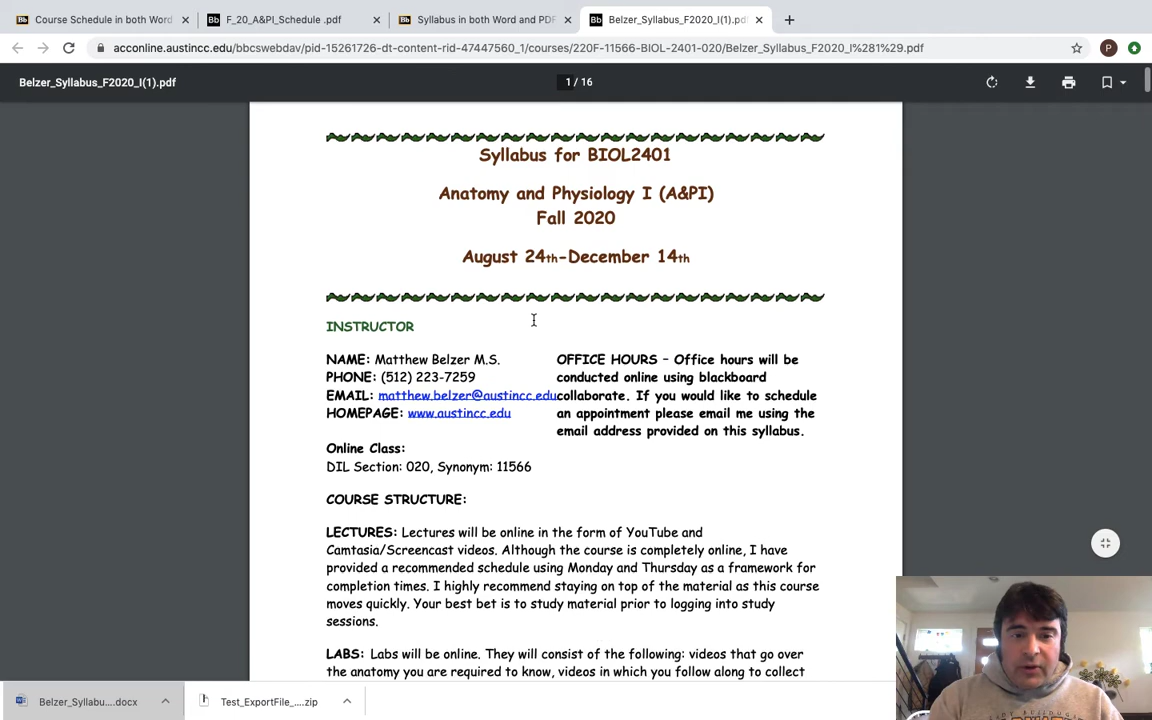 Course Schedule in both Word
F_20_A&PI_Schedule .pdf
Syllabus in both Word and PDF
Belzer_Syllabus_F2020_I(1).pdf
acconline.austincc.edu/bbcswebdav/pid-15261726-dt-content-rid-47447560_1/courses/220F-11566-BIOL-2401-020/Belzer_Syllabus_F2020_I%281%29.pdf
P
Belzer_Syllabus_F2020_I(1).pdf
1 / 16
Syllabus for BIOL2401
Anatomy and Physiology I (A&PI)
Fall 2020
August 24th-December 14th
INSTRUCTOR
NAME: Matthew Belzer M.S.
PHONE: (512) 223-7259
EMAIL: matthew.belzer@austincc.edu
HOMEPAGE: www.austincc.edu
OFFICE HOURS – Office hours will be
conducted online using blackboard
collaborate. If you would like to schedule
an appointment please email me using the
email address provided on this syllabus.
Online Class:
DIL Section: 020, Synonym: 11566
COURSE STRUCTURE:
LECTURES: Lectures will be online in the form of YouTube and
Camtasia/Screencast videos. Although the course is completely online, I have
provided a recommended schedule using Monday and Thursday as a framework for
completion times. I highly recommend staying on top of the material as this course
moves quickly. Your best bet is to study material prior to logging into study
sessions.
LABS: Labs will be online. They will consist of the following: videos that go over
the anatomy you are required to know, videos in which you follow along to collect
Belzer_Syllabu....docx
Test_ExportFile_....zip